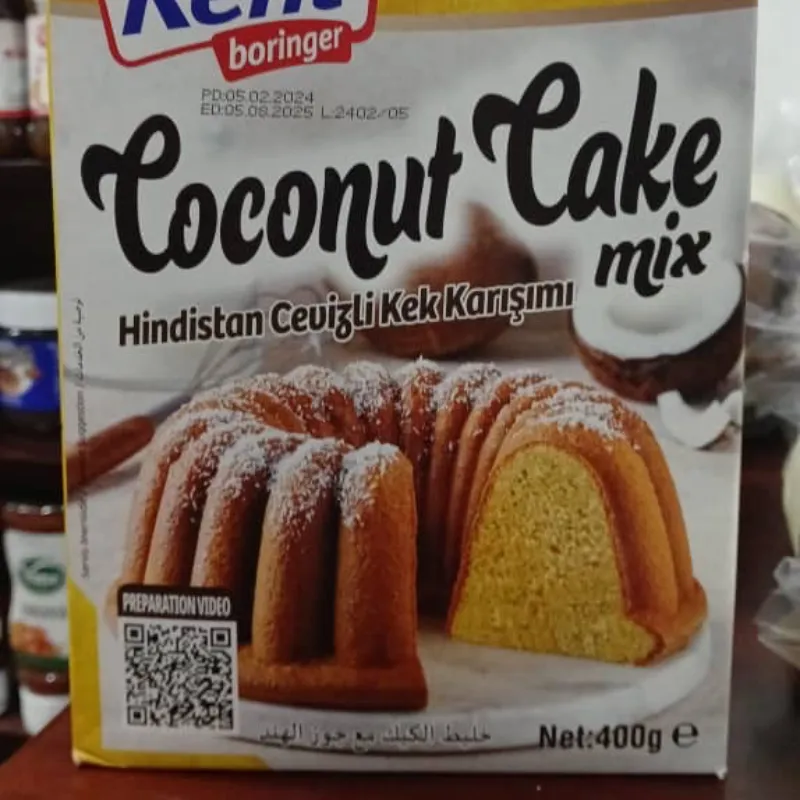 Kent
boringer
PD:05.02.2024
ED:05.08.2025 L:2402/05
Coconut Cake
mix
Hindistan Cevizli Kek Karışımı
PREPARATION VIDEO
خليط الكيك مع جوز الهند
Net:400g ℮